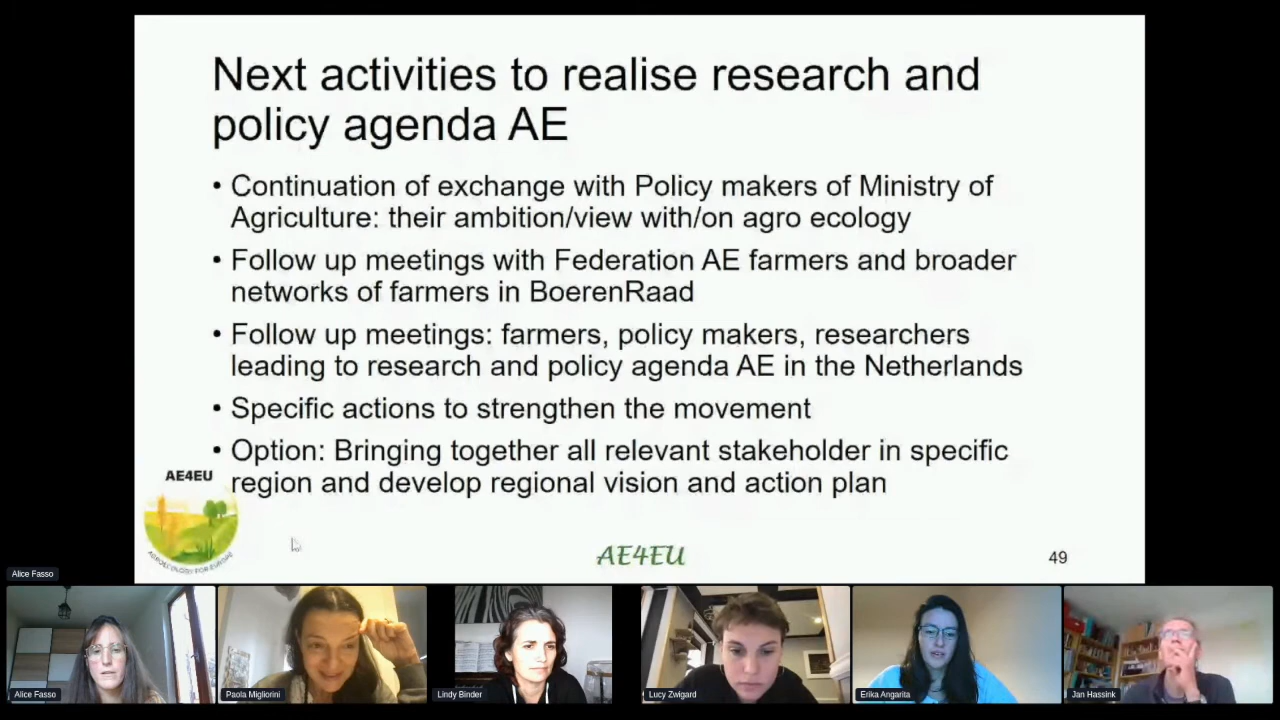 Next activities to realise research and
policy agenda AE
• Continuation of exchange with Policy makers of Ministry of
Agriculture: their ambition/view with/on agro ecology
• Follow up meetings with Federation AE farmers and broader
networks of farmers in BoerenRaad
• Follow up meetings: farmers, policy makers, researchers
leading to research and policy agenda AE in the Netherlands
• Specific actions to strengthen the movement
• Option: Bringing together all relevant stakeholder in specific
region and develop regional vision and action plan
AE4EU
AGROECOLOGY FOR EUROPE
AE4EU
49
Alice Fasso
Alice Fasso
Paola Migliorini
Lindy Binder
Lucy Zwigard
Erika Angarita
Jan Hassink